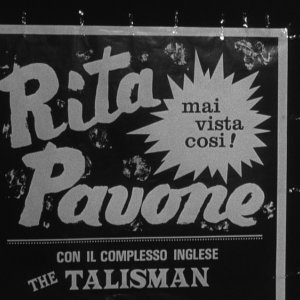 Rita
Pavone
mai
vista
così!
CON IL COMPLESSO INGLESE
THE TALISMAN